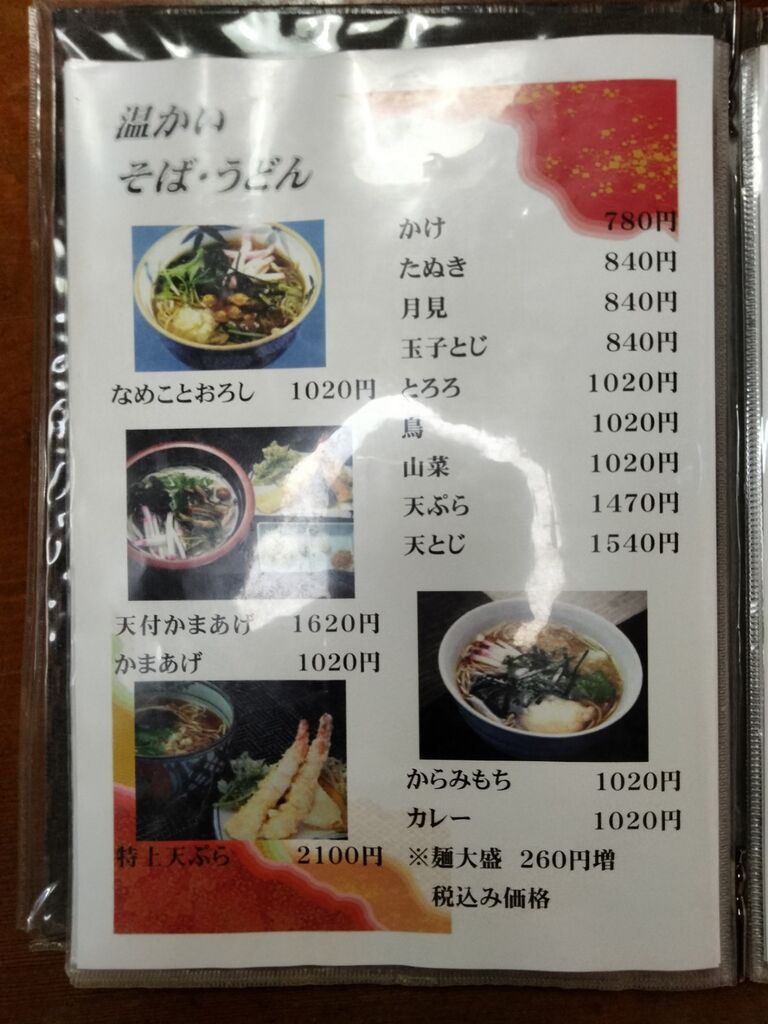 温かい
そば・うどん
なめことおろし 1020円
天付かまあげ 1620円
かまあげ 1020円
特上天ぷら 2100円
かけ 780円
たぬき 840円
月見 840円
玉子とじ 840円
とろろ 1020円
鳥 1020円
山菜 1020円
天ぷら 1470円
天とじ 1540円
からみもち 1020円
カレー 1020円
※麺大盛 260円増
税込み価格